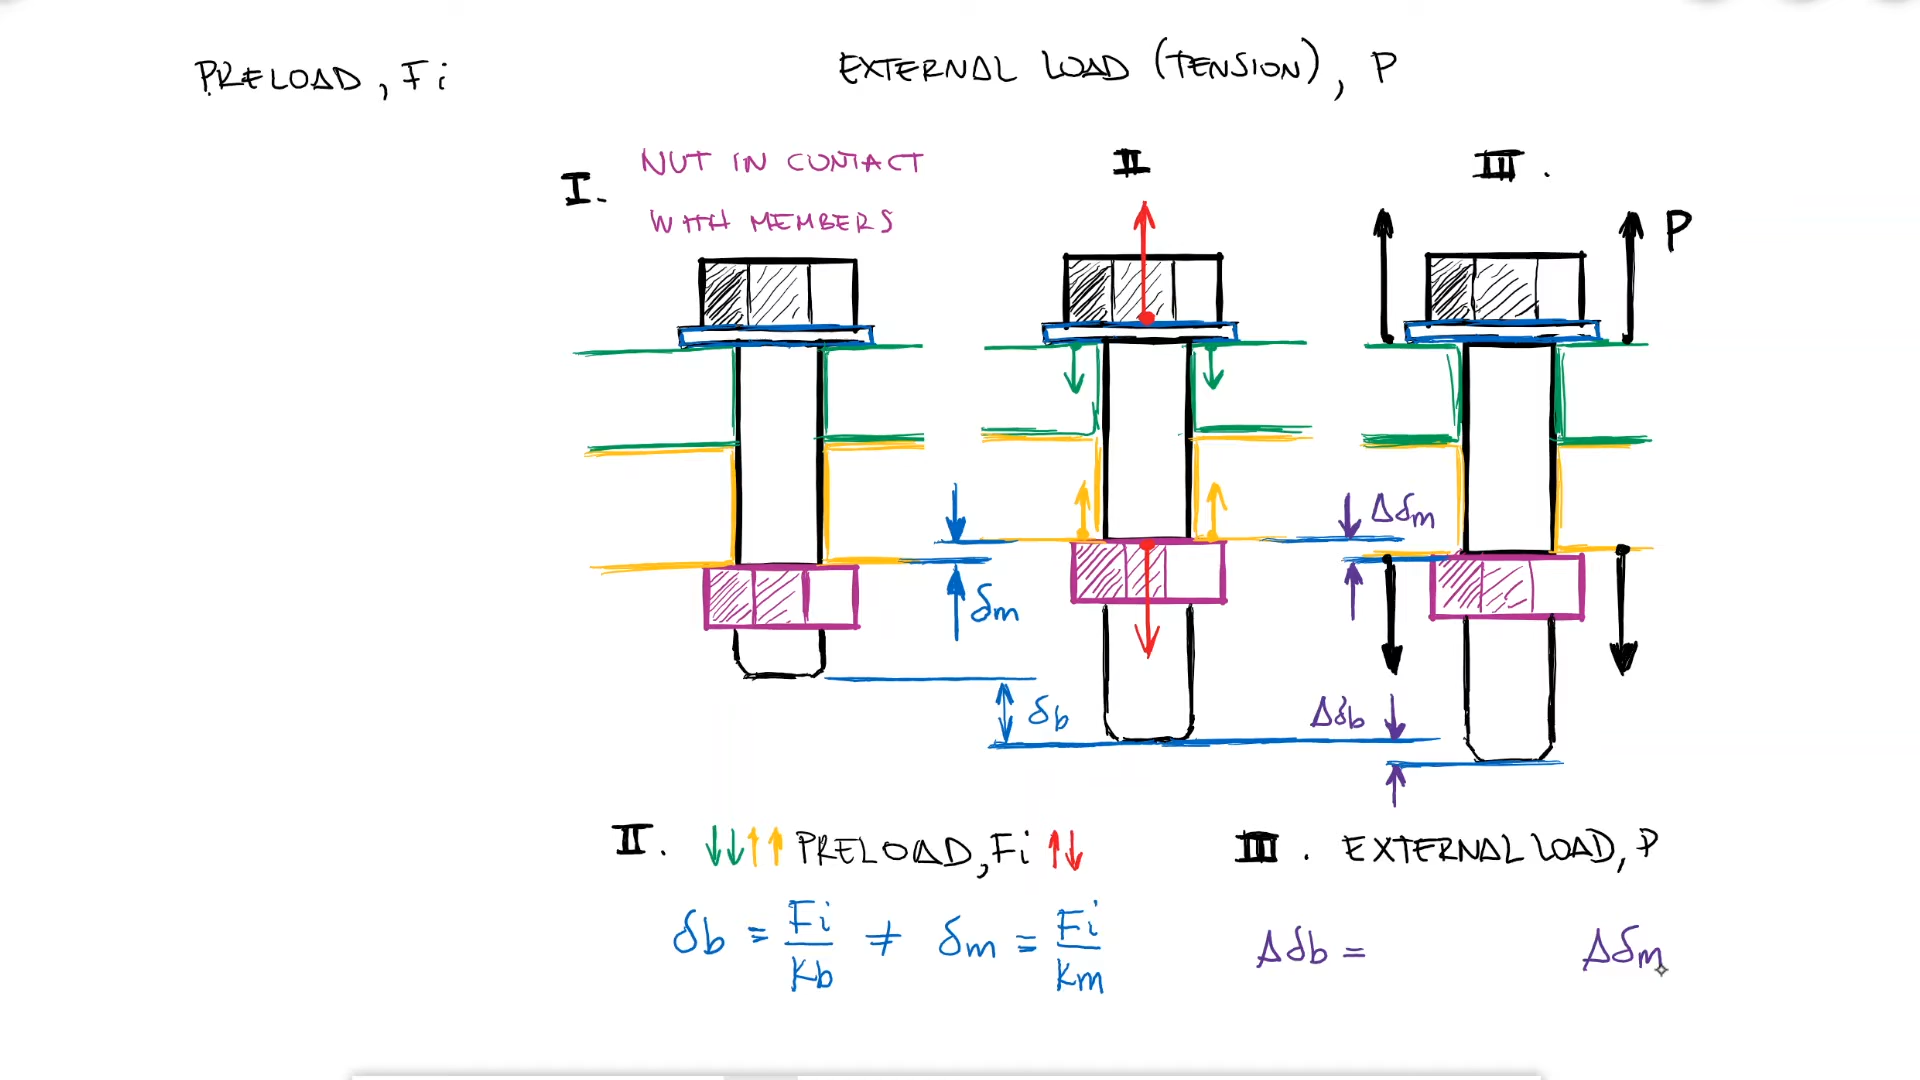 PRELOAD, Fi
EXTERNAL LOAD (TENSION), P
I. NUT IN CONTACT
WITH MEMBERS
II
III.
P
Δδm
δm
δb
Δδb
II. ↓↓↑↑ PRELOAD, Fi ↑↓
III. EXTERNAL LOAD, P
δb = Fi/Kb ≠ δm = Fi/Km
Δδb = Δδm